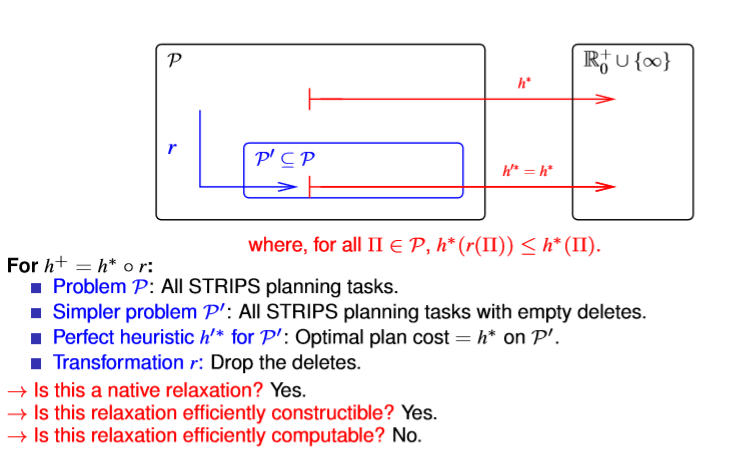 𝒫
ℝ₀⁺ ∪ {∞}
h*
r
𝒫′ ⊆ 𝒫
h′* = h*
where, for all Π ∈ 𝒫, h*(r(Π)) ≤ h*(Π).
For h⁺ = h* ∘ r:
■ Problem 𝒫: All STRIPS planning tasks.
■ Simpler problem 𝒫′: All STRIPS planning tasks with empty deletes.
■ Perfect heuristic h′* for 𝒫′: Optimal plan cost = h* on 𝒫′.
■ Transformation r: Drop the deletes.
→ Is this a native relaxation? Yes.
→ Is this relaxation efficiently constructible? Yes.
→ Is this relaxation efficiently computable? No.